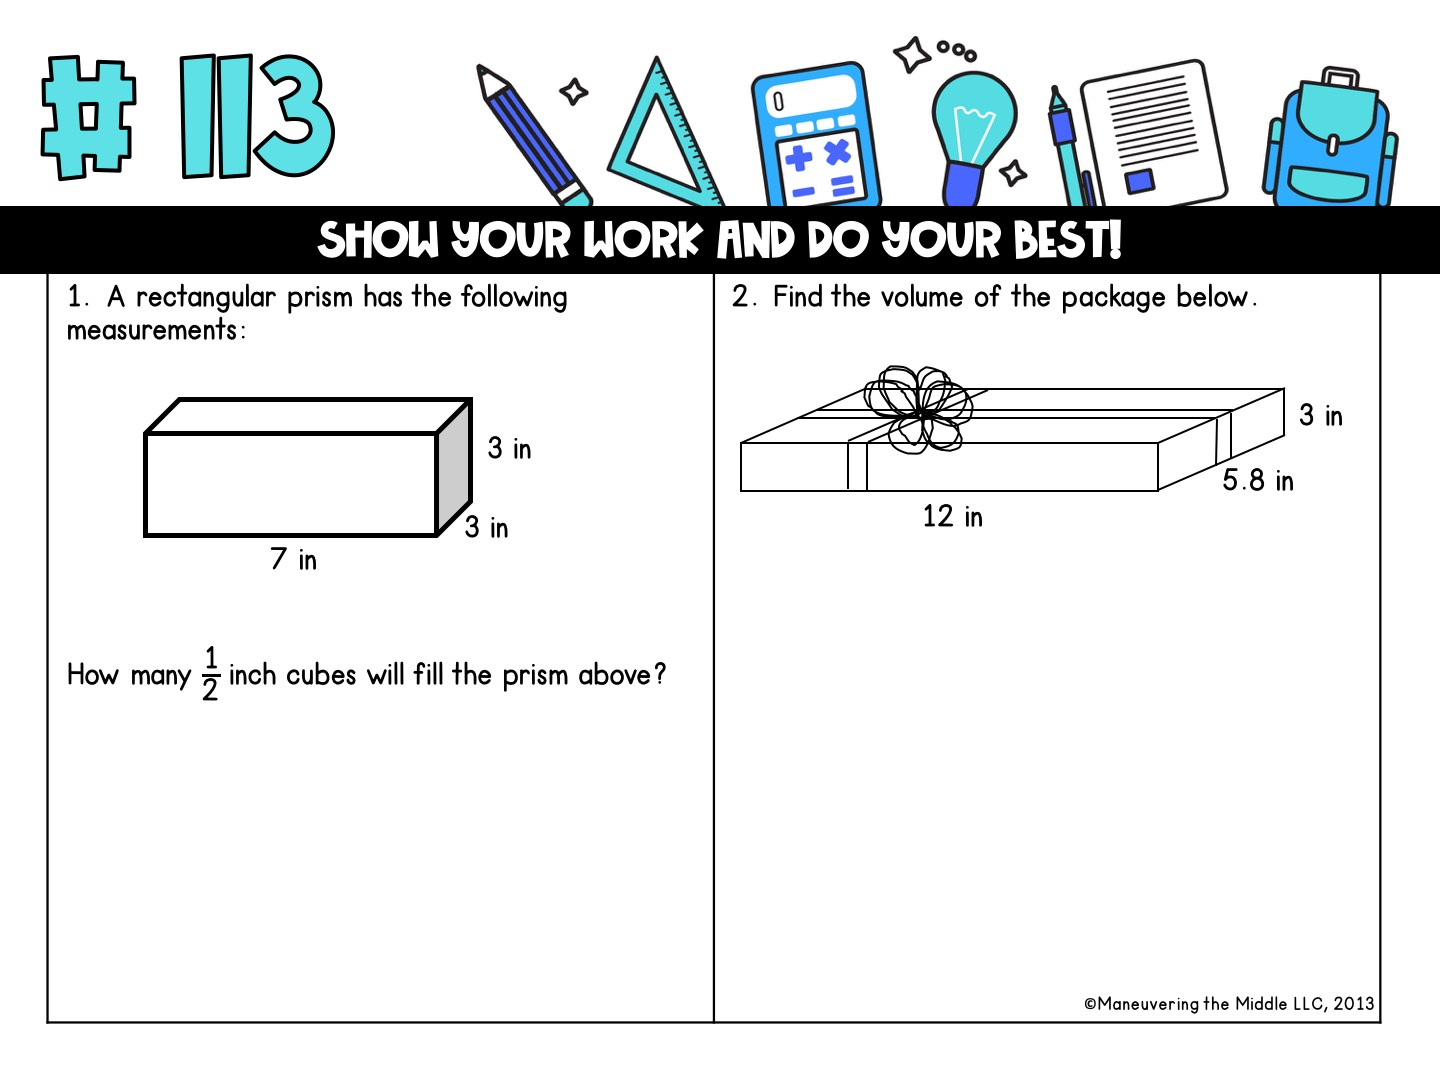 # 113
0
SHOW YOUR WORK AND DO YOUR BEST!
1. A rectangular prism has the following
measurements:
3 in
3 in
7 in
How many 1/2 inch cubes will fill the prism above?
2. Find the volume of the package below.
3 in
5.8 in
12 in
©Maneuvering the Middle LLC, 2013